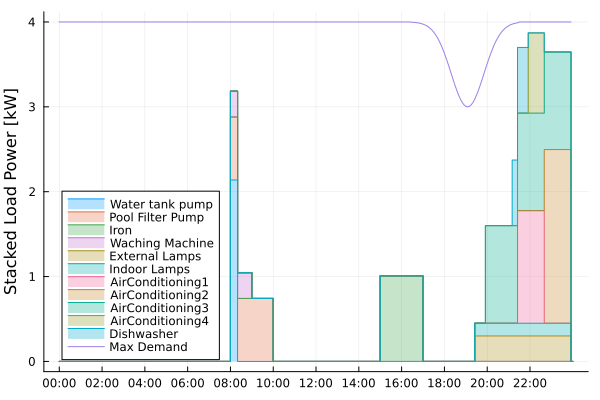 Stacked Load Power [kW]
4
3
2
1
0
Water tank pump
Pool Filter Pump
Iron
Waching Machine
External Lamps
Indoor Lamps
AirConditioning1
AirConditioning2
AirConditioning3
AirConditioning4
Dishwasher
Max Demand
00:00 02:00 04:00 06:00 08:00 10:00 12:00 14:00 16:00 18:00 20:00 22:00